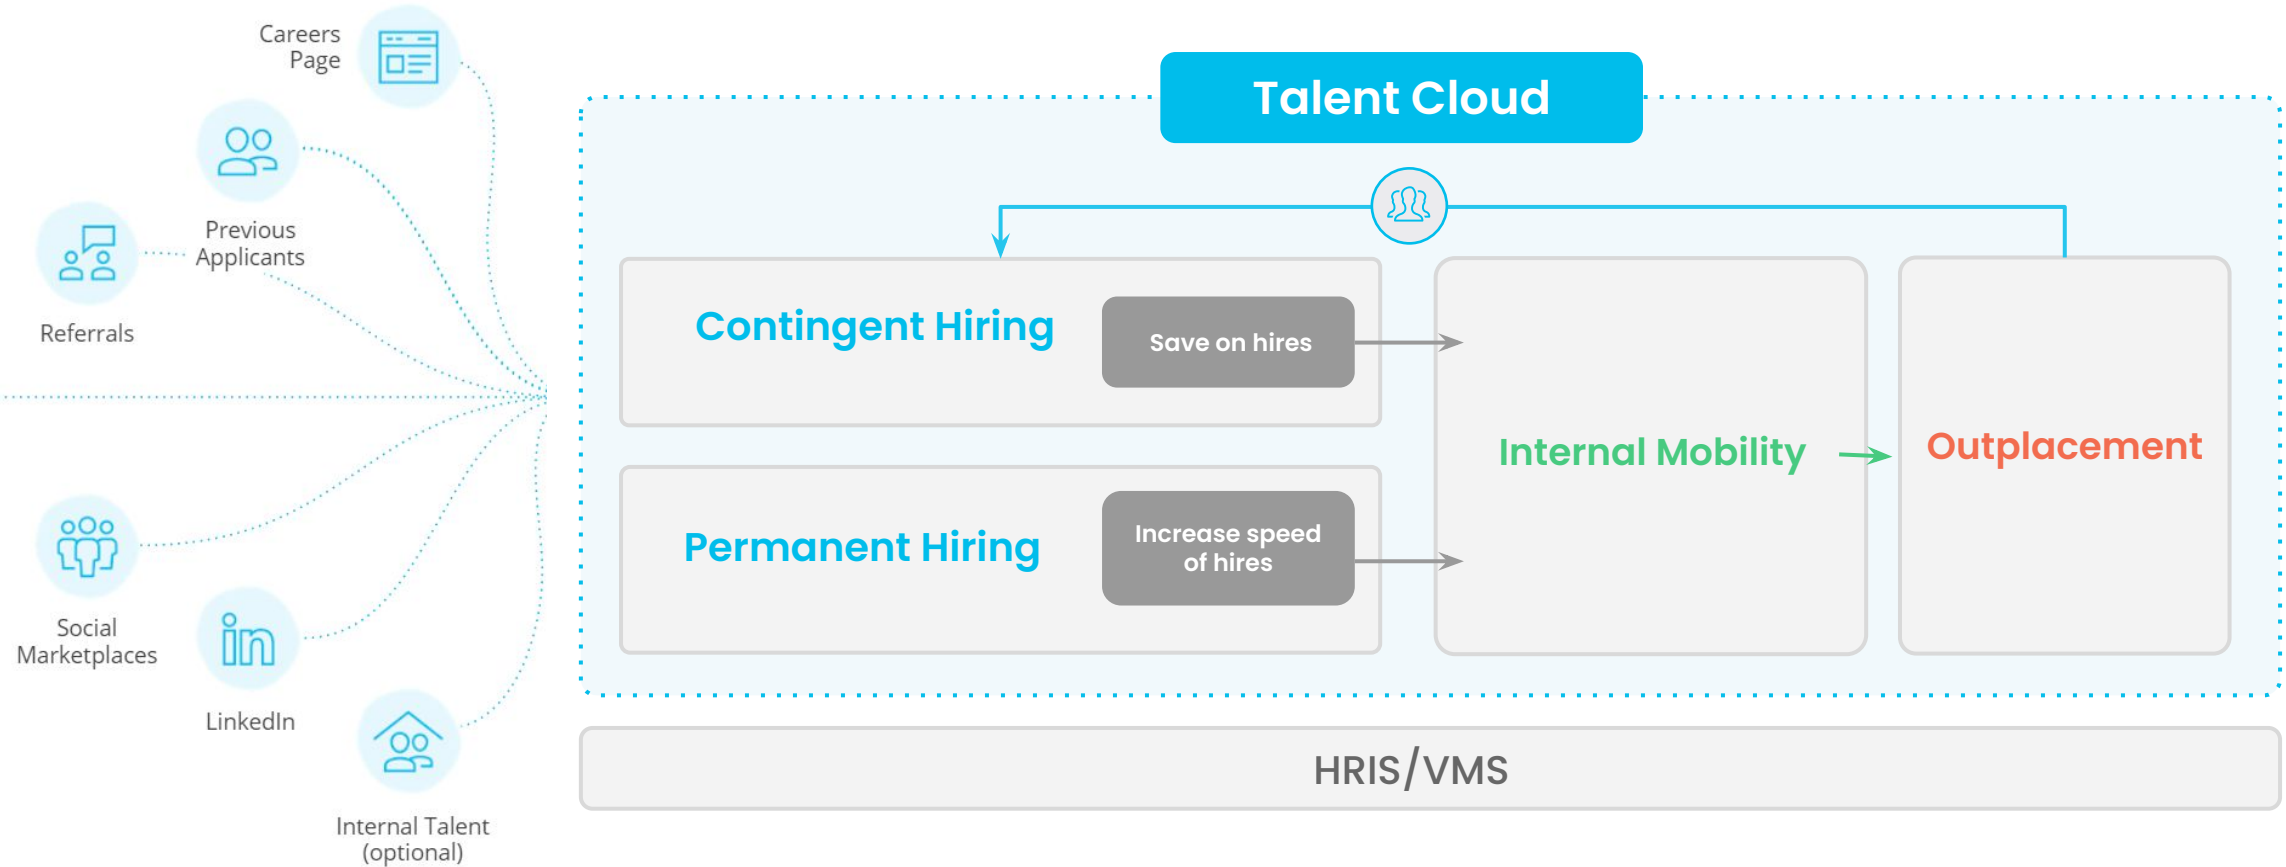 Careers
Page
Previous
Applicants
Referrals
Social
Marketplaces
LinkedIn
Internal Talent
(optional)
Talent Cloud
Contingent Hiring
Save on hires
Permanent Hiring
Increase speed
of hires
Internal Mobility
Outplacement
HRIS/VMS